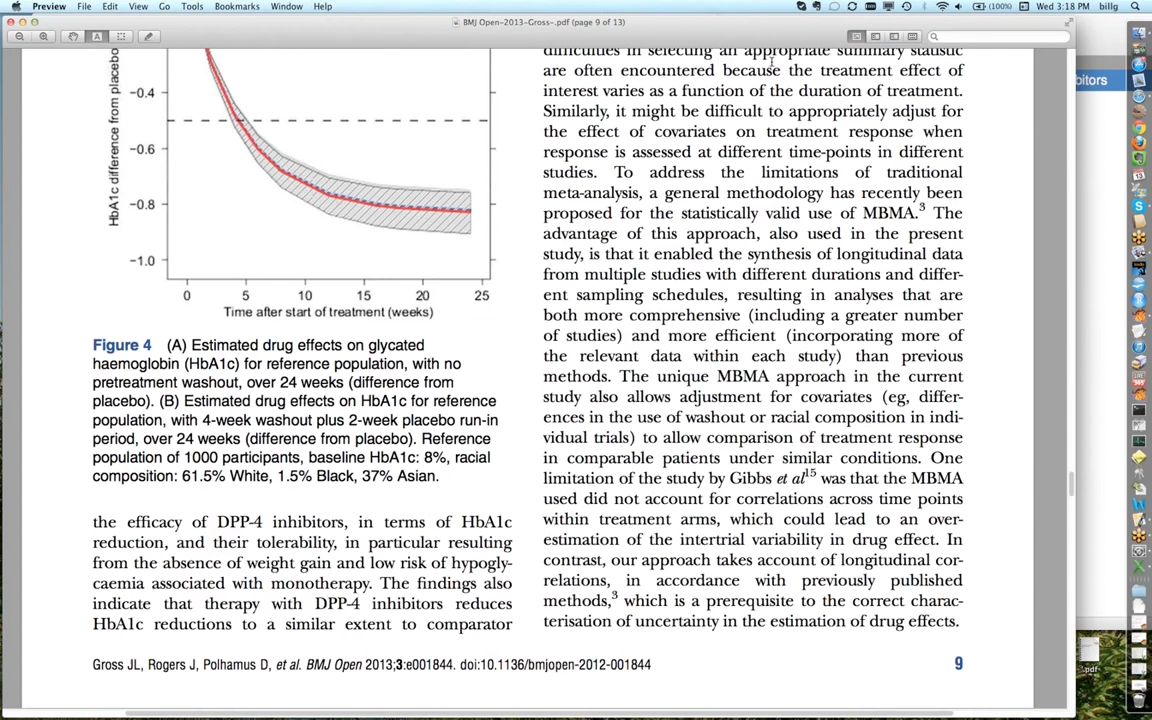 Preview File Edit View Go Tools Bookmarks Window Help
(100%) Wed 3:18 PM billg
BMJ Open-2013-Gross-.pdf (page 9 of 13)
HbA1c difference from placebo
−0.4
−0.6
−0.8
−1.0
0 5 10 15 20 25
Time after start of treatment (weeks)
Figure 4 (A) Estimated drug effects on glycated
haemoglobin (HbA1c) for reference population, with no
pretreatment washout, over 24 weeks (difference from
placebo). (B) Estimated drug effects on HbA1c for reference
population, with 4-week washout plus 2-week placebo run-in
period, over 24 weeks (difference from placebo). Reference
population of 1000 participants, baseline HbA1c: 8%, racial
composition: 61.5% White, 1.5% Black, 37% Asian.
the efficacy of DPP-4 inhibitors, in terms of HbA1c
reduction, and their tolerability, in particular resulting
from the absence of weight gain and low risk of hypogly-
caemia associated with monotherapy. The findings also
indicate that therapy with DPP-4 inhibitors reduces
HbA1c reductions to a similar extent to comparator
difficulties in selecting an appropriate summary statistic
are often encountered because the treatment effect of
interest varies as a function of the duration of treatment.
Similarly, it might be difficult to appropriately adjust for
the effect of covariates on treatment response when
response is assessed at different time-points in different
studies. To address the limitations of traditional
meta-analysis, a general methodology has recently been
proposed for the statistically valid use of MBMA.3 The
advantage of this approach, also used in the present
study, is that it enabled the synthesis of longitudinal data
from multiple studies with different durations and differ-
ent sampling schedules, resulting in analyses that are
both more comprehensive (including a greater number
of studies) and more efficient (incorporating more of
the relevant data within each study) than previous
methods. The unique MBMA approach in the current
study also allows adjustment for covariates (eg, differ-
ences in the use of washout or racial composition in indi-
vidual trials) to allow comparison of treatment response
in comparable patients under similar conditions. One
limitation of the study by Gibbs et al15 was that the MBMA
used did not account for correlations across time points
within treatment arms, which could lead to an over-
estimation of the intertrial variability in drug effect. In
contrast, our approach takes account of longitudinal cor-
relations, in accordance with previously published
methods,3 which is a prerequisite to the correct charac-
terisation of uncertainty in the estimation of drug effects.
Gross JL, Rogers J, Polhamus D, et al. BMJ Open 2013;3:e001844. doi:10.1136/bmjopen-2012-001844
9
bitors
.pdf